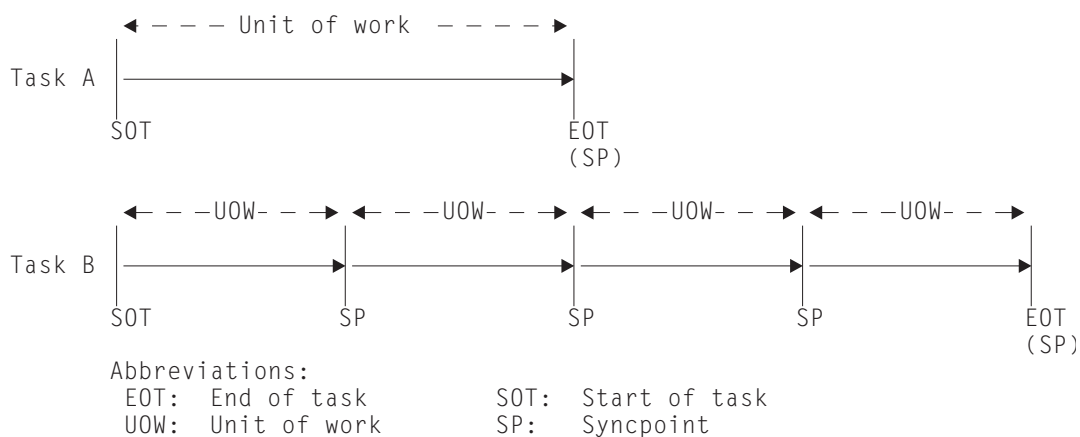 Unit of work
Task A
SOT EOT
(SP)
UOW UOW UOW UOW
Task B
SOT SP SP SP EOT
(SP)
Abbreviations:
EOT: End of task SOT: Start of task
UOW: Unit of work SP: Syncpoint